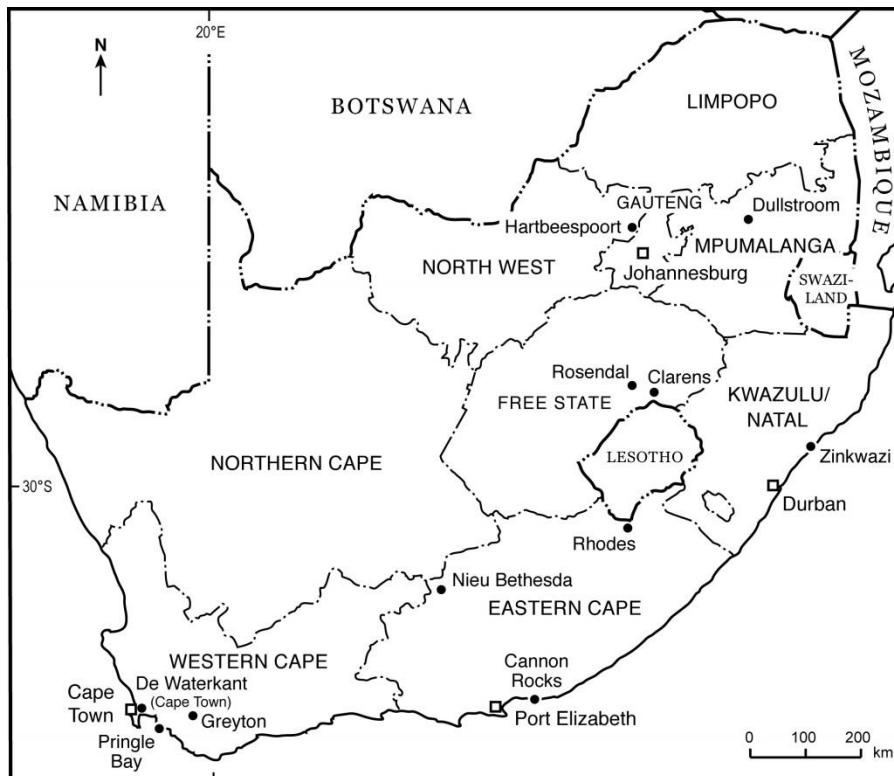 20°E
N
BOTSWANA
LIMPOPO
MOZAMBIQUE
NAMIBIA
GAUTENG
Dullstroom
Hartbeespoort
MPUMALANGA
NORTH WEST
Johannesburg
SWAZI-
LAND
Rosendal
Clarens
KWAZULU/
NATAL
FREE STATE
LESOTHO
Zinkwazi
NORTHERN CAPE
30°S
Durban
Rhodes
Nieu Bethesda
EASTERN CAPE
WESTERN CAPE
Cannon
Rocks
Cape
Town
De Waterkant
(Cape Town)
Greyton
Port Elizabeth
Pringle
Bay
0 100 200
km